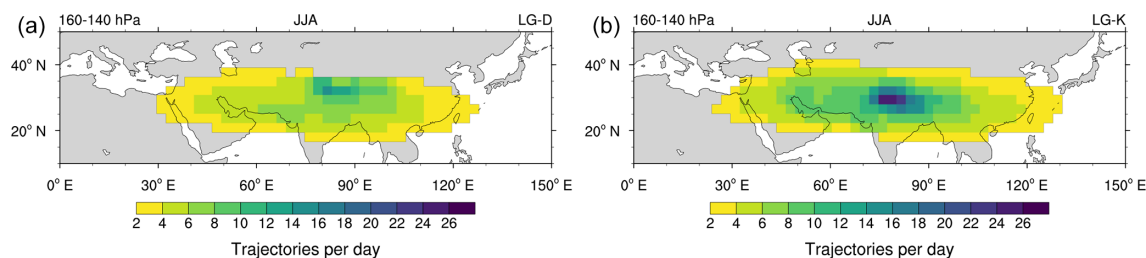 (a) 160-140 hPa JJA LG-D
40° N
20° N
0° E 30° E 60° E 90° E 120° E 150° E
2 4 6 8 10 12 14 16 18 20 22 24 26
Trajectories per day
(b) 160-140 hPa JJA LG-K
40° N
20° N
0° E 30° E 60° E 90° E 120° E 150° E
2 4 6 8 10 12 14 16 18 20 22 24 26
Trajectories per day